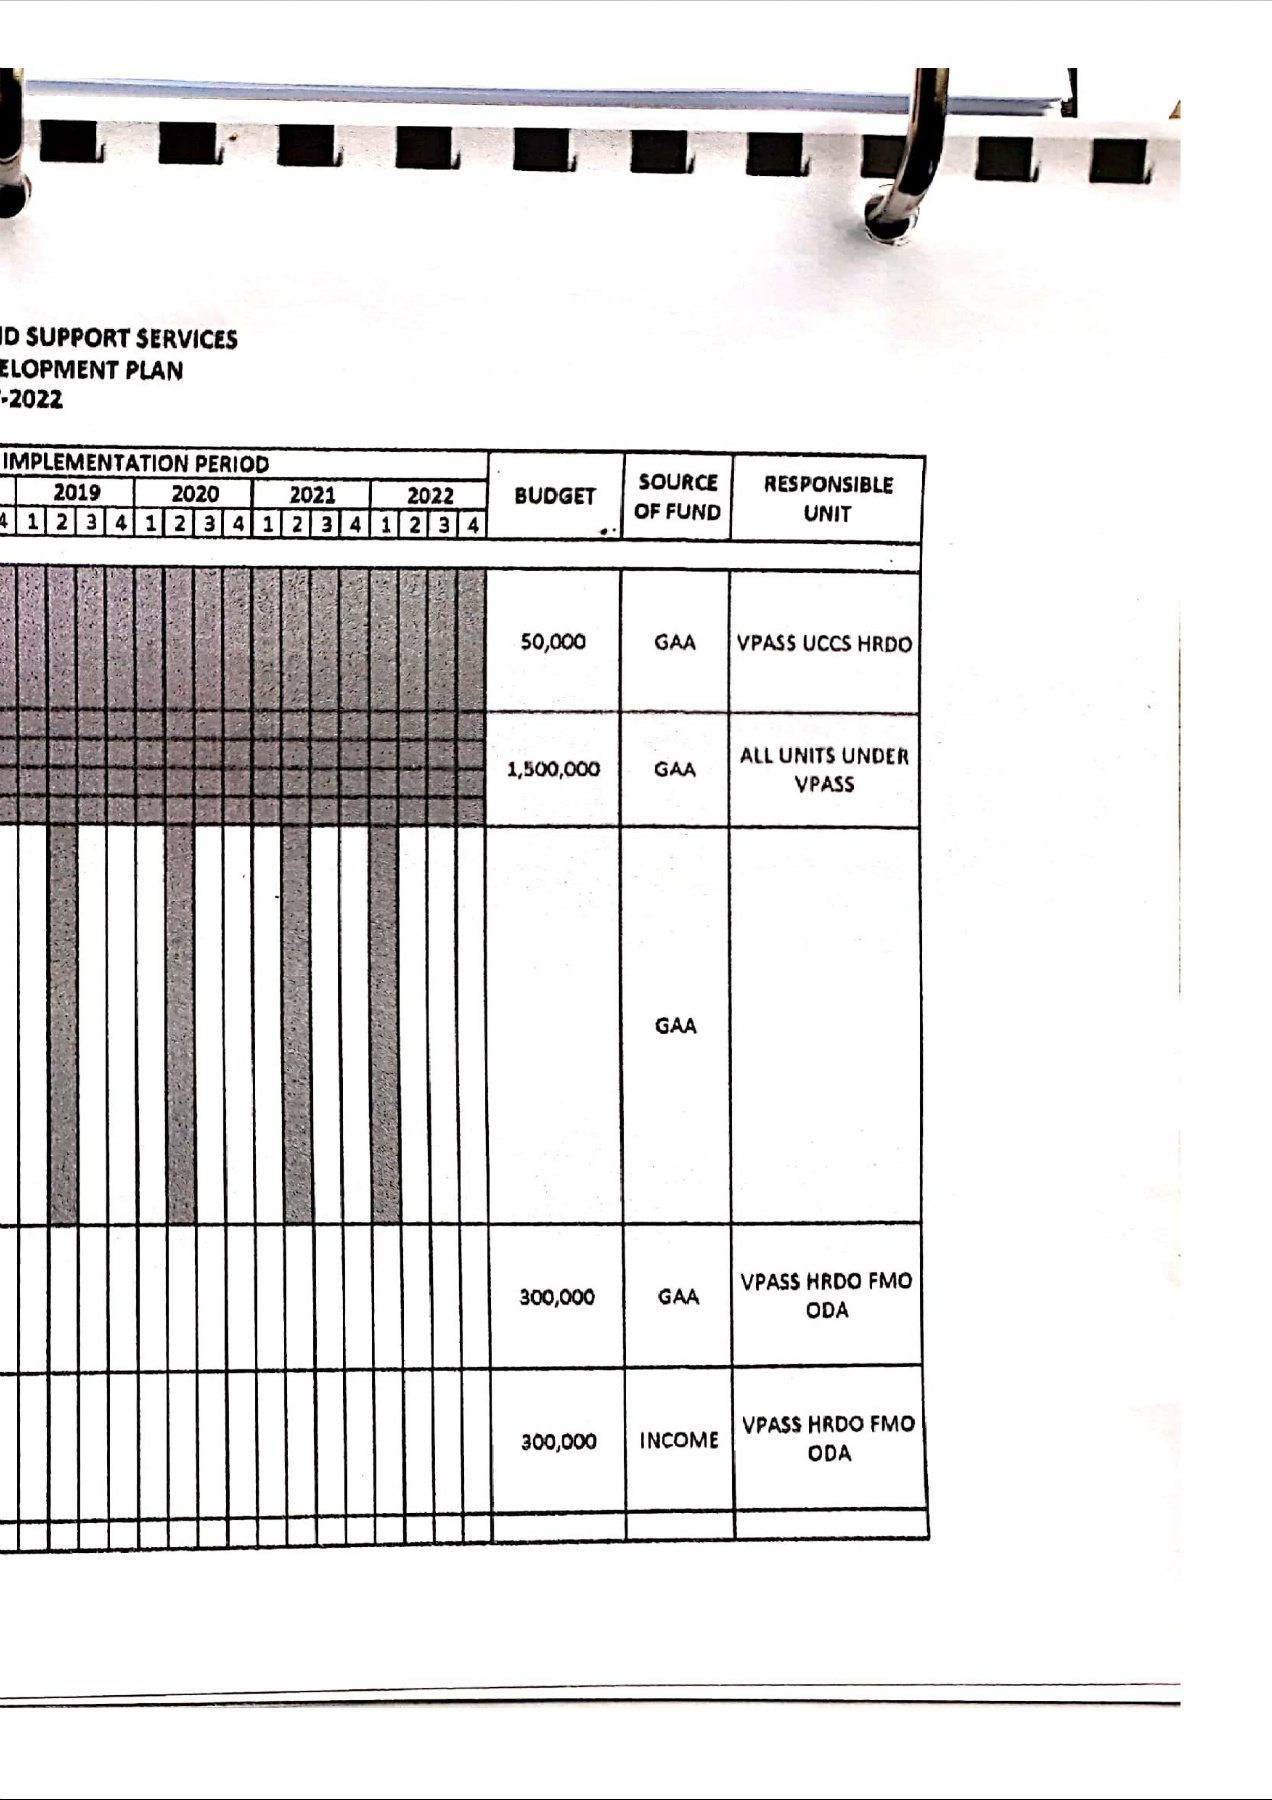 ID SUPPORT SERVICES
ELOPMENT PLAN
-2022
IMPLEMENTATION PERIOD
BUDGET
SOURCE OF FUND
RESPONSIBLE UNIT
2019 2020 2021 2022
4 1 2 3 4 1 2 3 4 1 2 3 4 1 2 3 4
50,000 GAA VPASS UCCS HRDO
1,500,000 GAA ALL UNITS UNDER
VPASS
GAA
300,000 GAA VPASS HRDO FMO
ODA
300,000 INCOME VPASS HRDO FMO
ODA